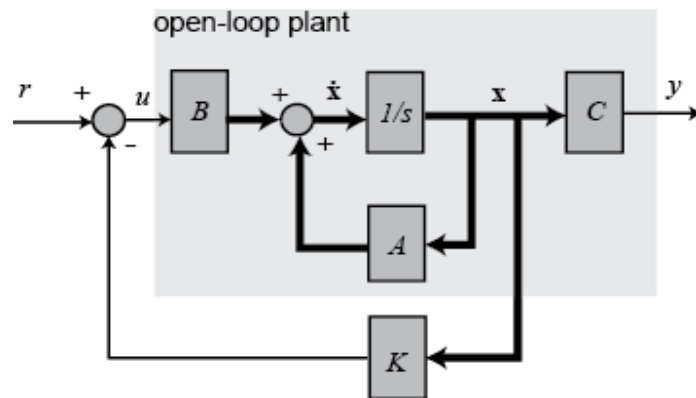 open-loop plant
r
+
-
u
B
+
+
ẋ
1/s
x
C
y
A
K